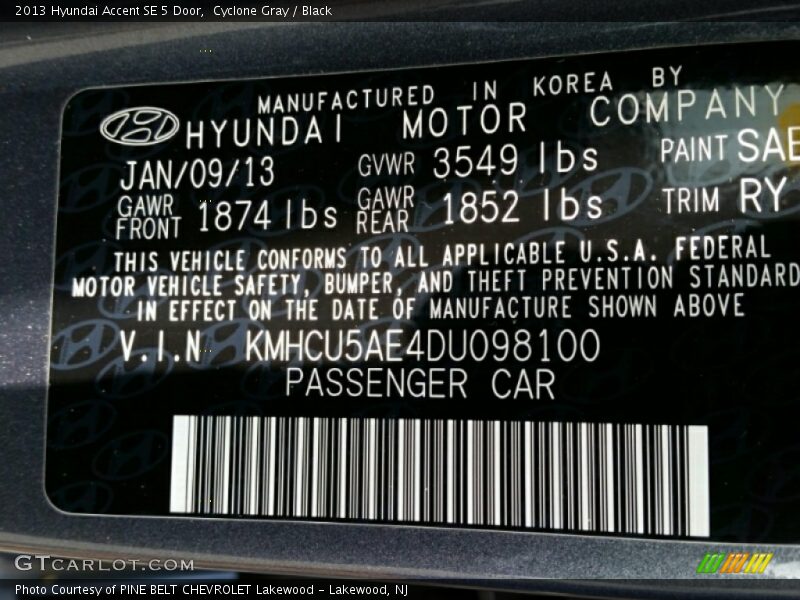 2013 Hyundai Accent SE 5 Door, Cyclone Gray / Black
MANUFACTURED IN KOREA BY
HYUNDAI MOTOR COMPANY
JAN/09/13 GVWR 3549 lbs PAINT SAE
GAWR FRONT 1874 lbs GAWR REAR 1852 lbs TRIM RY
THIS VEHICLE CONFORMS TO ALL APPLICABLE U.S.A. FEDERAL
MOTOR VEHICLE SAFETY, BUMPER, AND THEFT PREVENTION STANDARD
IN EFFECT ON THE DATE OF MANUFACTURE SHOWN ABOVE
V.I.N KMHCU5AE4DU098100
PASSENGER CAR
GTCARLOT.COM
Photo Courtesy of PINE BELT CHEVROLET Lakewood - Lakewood, NJ